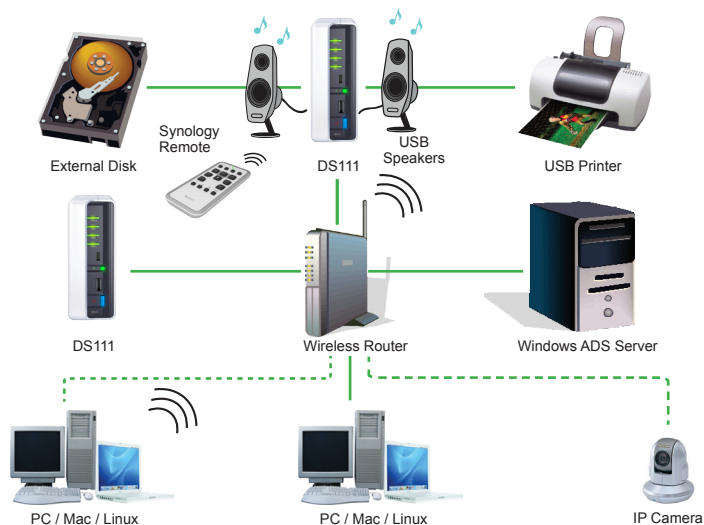 External Disk
Synology
Remote
DS111
USB
Speakers
USB Printer
DS111
Wireless Router
Windows ADS Server
PC / Mac / Linux
PC / Mac / Linux
IP Camera